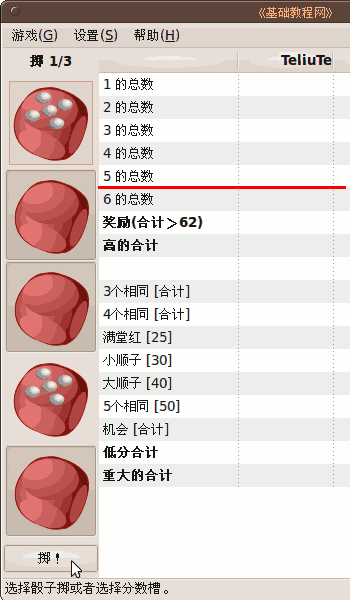 《基础教程网》
游戏(G) 设置(S) 帮助(H)
掷 1/3 TeliuTe
1 的总数
2 的总数
3 的总数
4 的总数
5 的总数
6 的总数
奖励(合计＞62)
高的合计
3个相同 [合计]
4个相同 [合计]
满堂红 [25]
小顺子 [30]
大顺子 [40]
5个相同 [50]
机会 [合计]
低分合计
重大的合计
掷！
选择骰子掷或者选择分数槽。